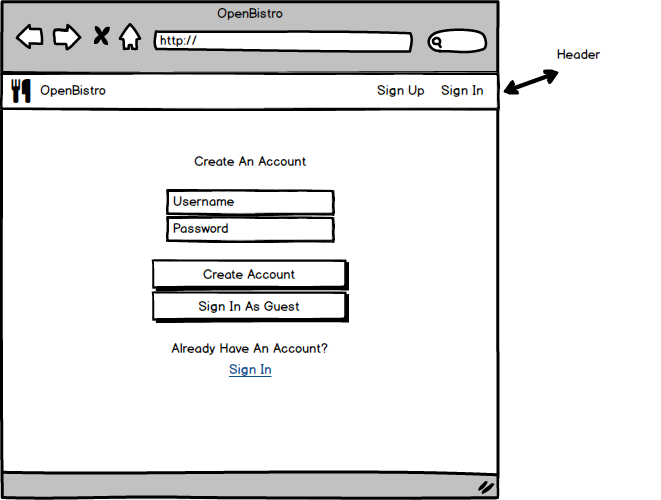 OpenBistro
http://
Header
OpenBistro Sign Up Sign In
Create An Account
Username
Password
Create Account
Sign In As Guest
Already Have An Account?
Sign In